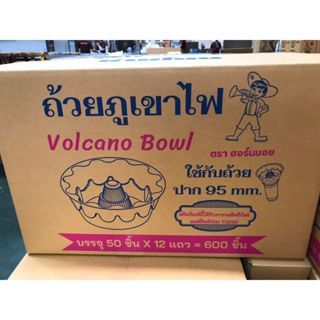 ถ้วยภูเขาไฟ
Volcano Bowl
ตรา ฮอร์นบอย
ใช้กับถ้วย
ปาก 95 mm.
บรรจุ 50 ชิ้น X 12 แถว = 600 ชิ้น